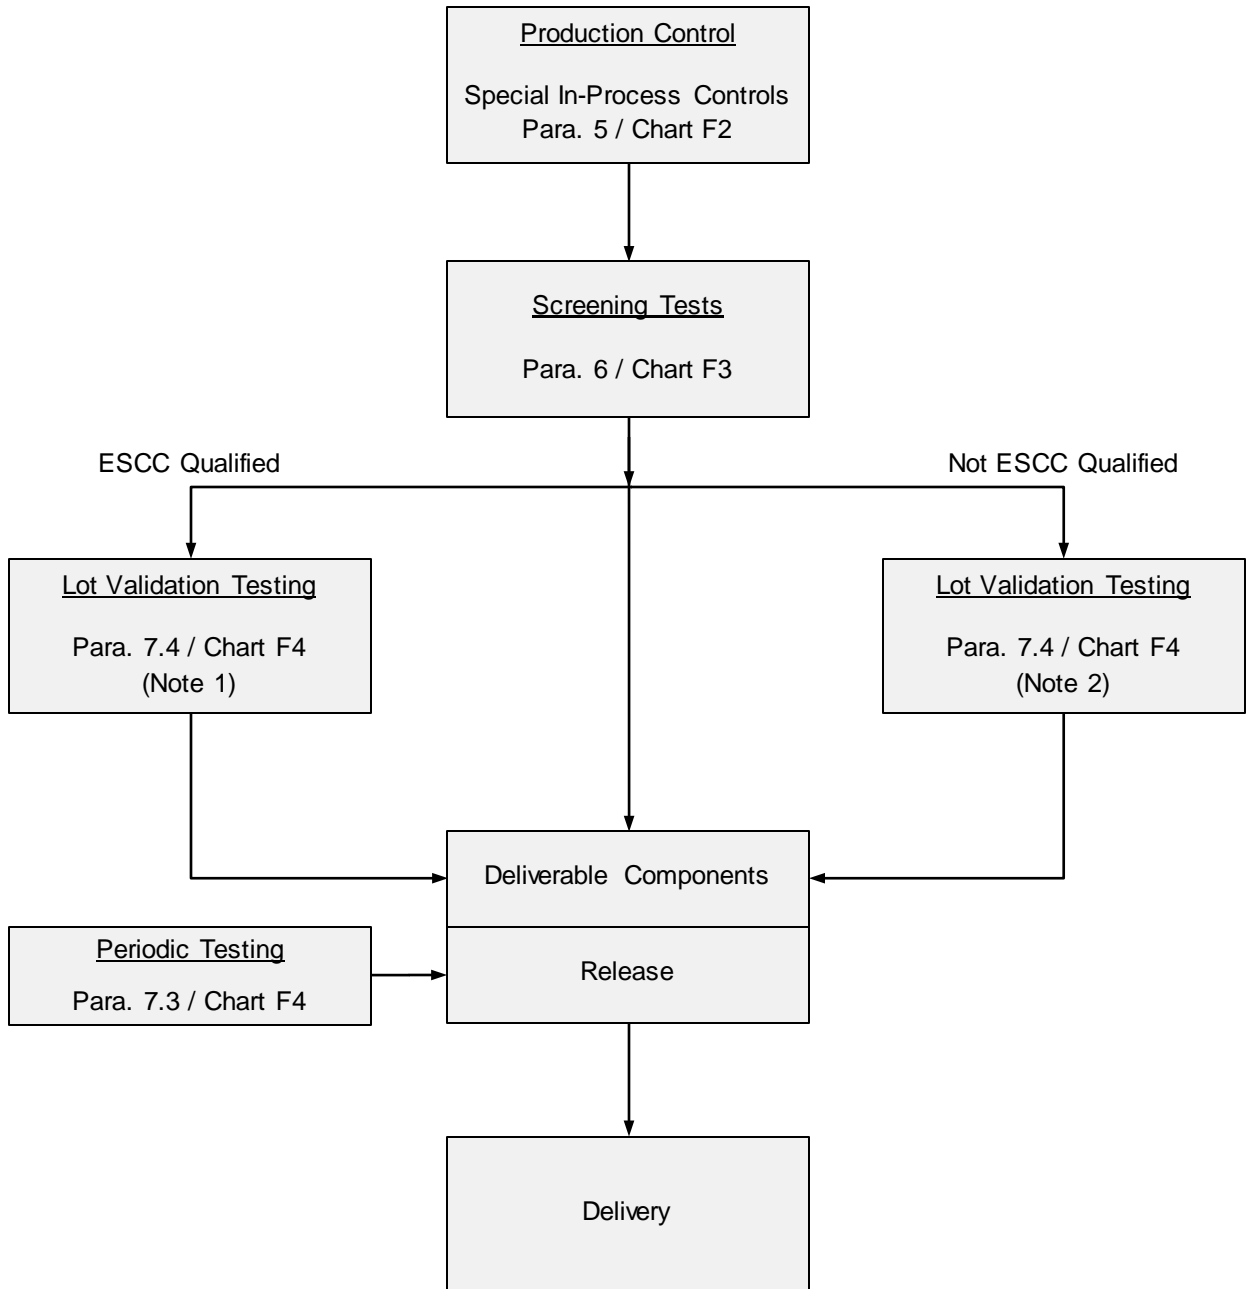 Production Control
Special In-Process Controls
Para. 5 / Chart F2
Screening Tests
Para. 6 / Chart F3
ESCC Qualified
Not ESCC Qualified
Lot Validation Testing
Para. 7.4 / Chart F4
(Note 1)
Lot Validation Testing
Para. 7.4 / Chart F4
(Note 2)
Deliverable Components
Periodic Testing
Para. 7.3 / Chart F4
Release
Delivery